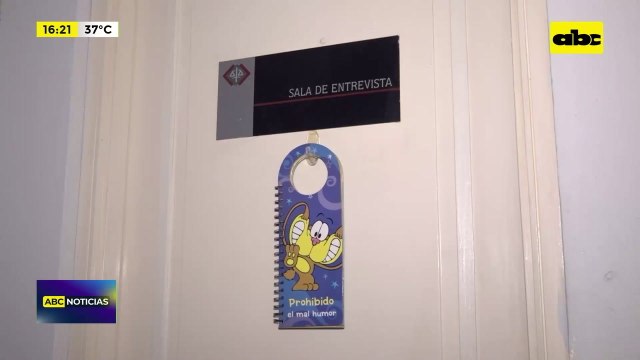 16:21 37°C
abc
SALA DE ENTREVISTA
Prohibido
el mal humor
ABC NOTICIAS